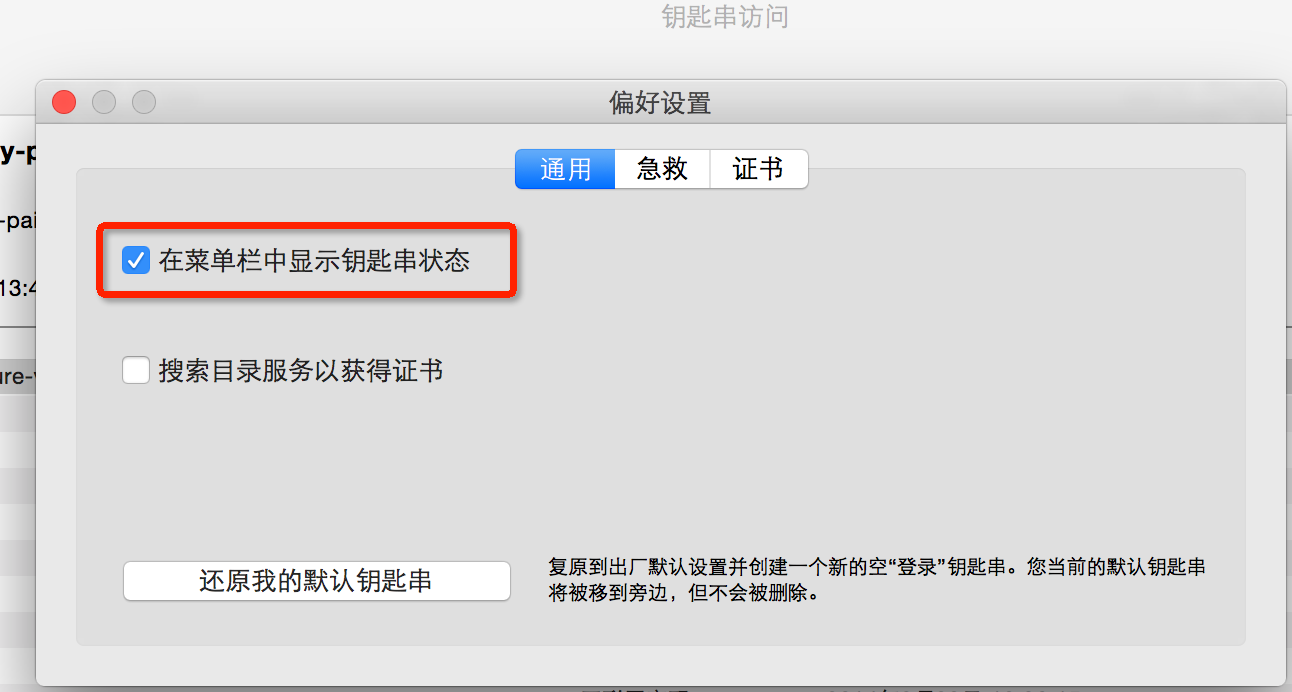 钥匙串访问
偏好设置
通用 急救 证书
在菜单栏中显示钥匙串状态
搜索目录服务以获得证书
还原我的默认钥匙串
复原到出厂默认设置并创建一个新的空“登录”钥匙串。您当前的默认钥匙串
将被移到旁边，但不会被删除。
y-p
-pai
13:4
ure-v